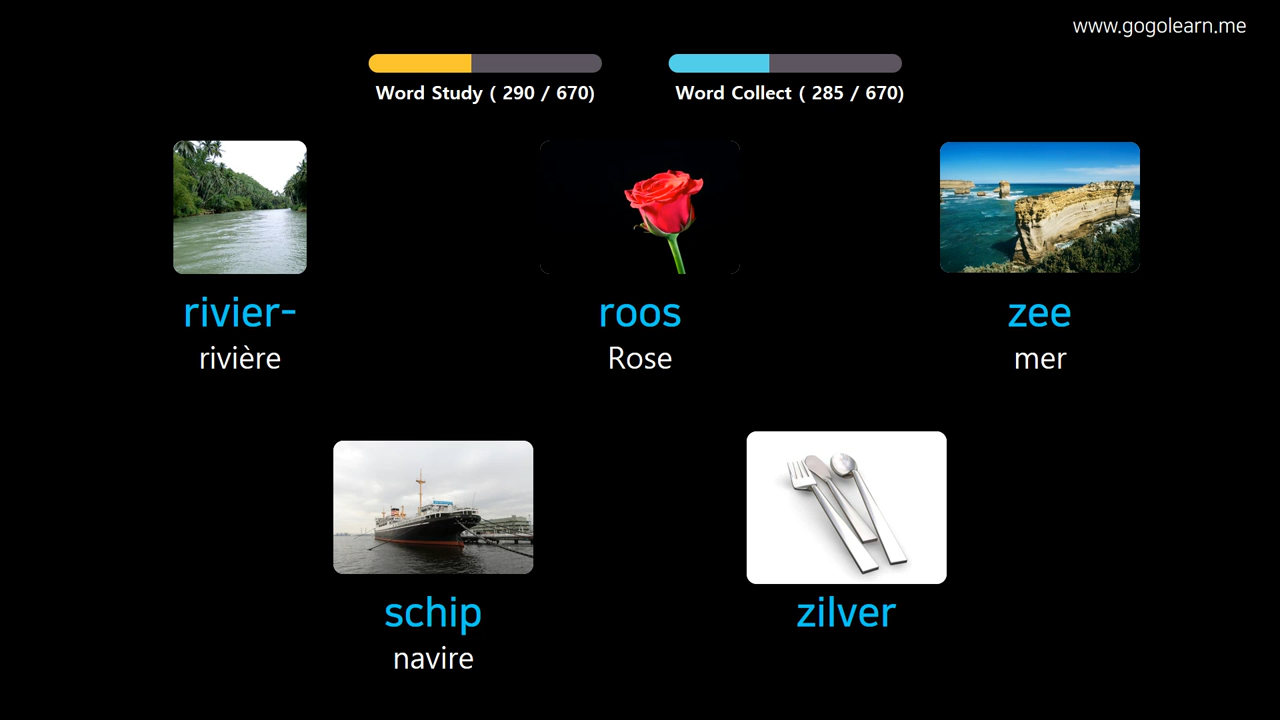 www.gogolearn.me
Word Study ( 290 / 670)
Word Collect ( 285 / 670)
rivier-
rivière
roos
Rose
zee
mer
schip
navire
zilver